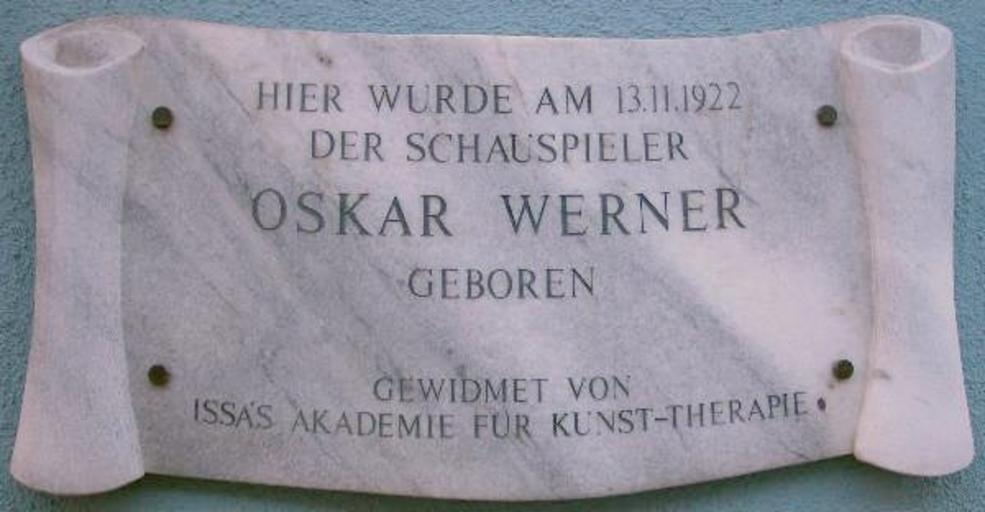 HIER WURDE AM 13.11.1922
DER SCHAUSPIELER
OSKAR WERNER
GEBOREN
GEWIDMET VON
ISSA'S AKADEMIE FÜR KUNST-THERAPIE